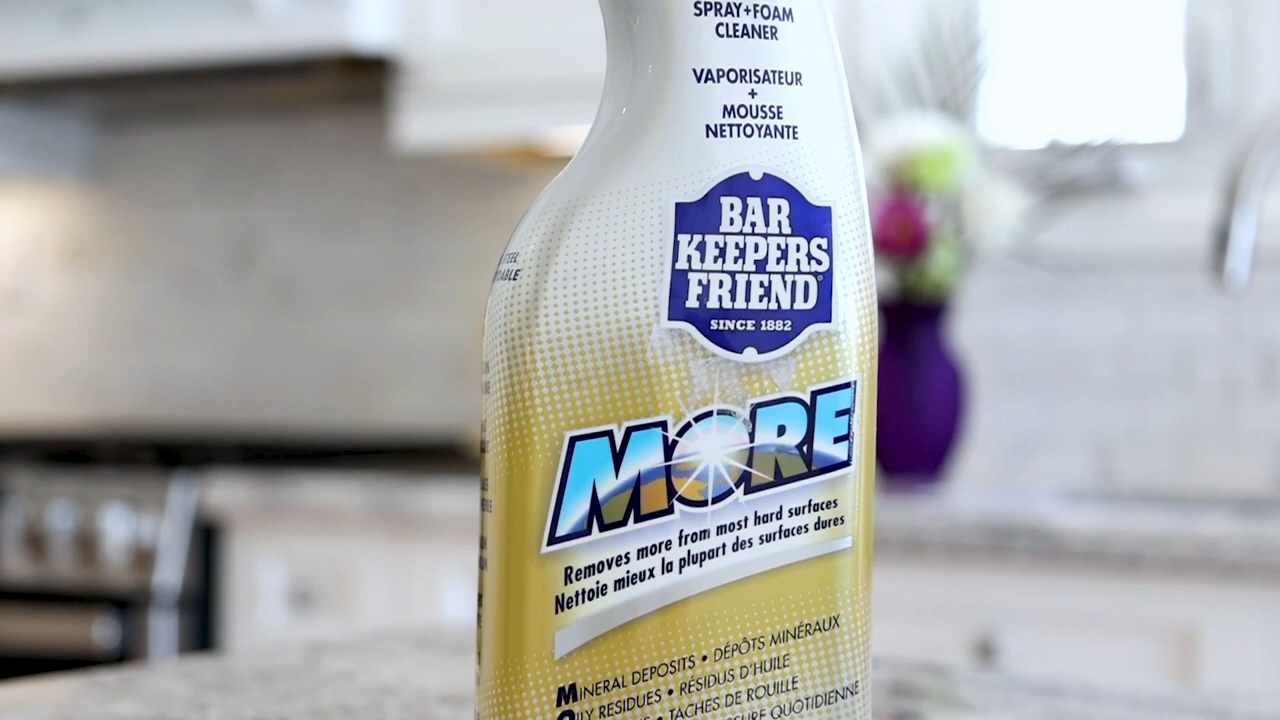 SPRAY+FOAM
CLEANER
VAPORISATEUR
+
MOUSSE
NETTOYANTE
BAR
KEEPERS
FRIEND®
SINCE 1882
MORE
Removes more from most hard surfaces
Nettoie mieux la plupart des surfaces dures
MINERAL DEPOSITS • DÉPÔTS MINÉRAUX
OILY RESIDUES • RÉSIDUS D'HUILE
• TACHES DE ROUILLE
QUOTIDIENNE